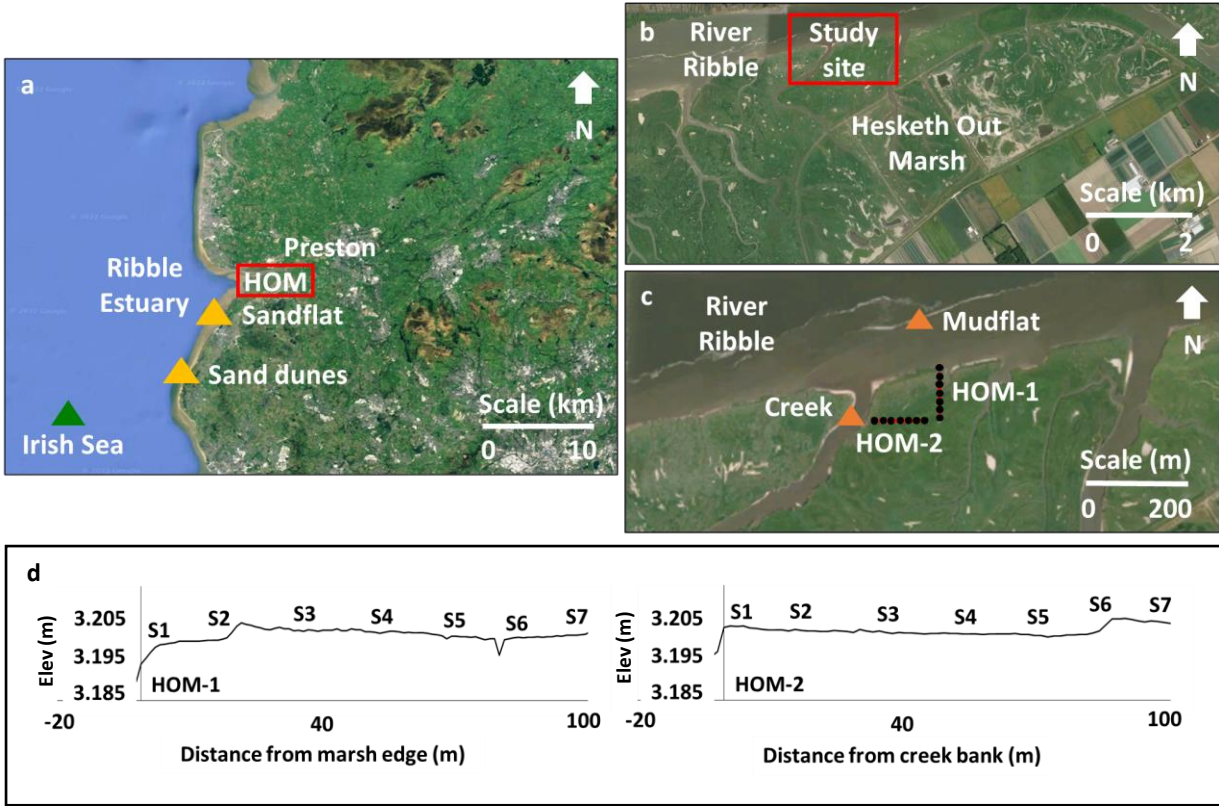 a
N
Preston
HOM
Ribble
Estuary
Sandflat
Sand dunes
Irish Sea
Scale (km)
0 10
b
River
Ribble
Study
site
N
Hesketh Out
Marsh
Scale (km)
0 2
c
River
Ribble
Mudflat
N
HOM-1
Creek
HOM-2
Scale (m)
0 200
d
Elev (m)
3.205
3.195
3.185
S1 S2 S3 S4 S5 S6 S7
HOM-1
-20 40 100
Distance from marsh edge (m)
Elev (m)
3.205
3.195
3.185
S1 S2 S3 S4 S5 S6 S7
HOM-2
-20 40 100
Distance from creek bank (m)